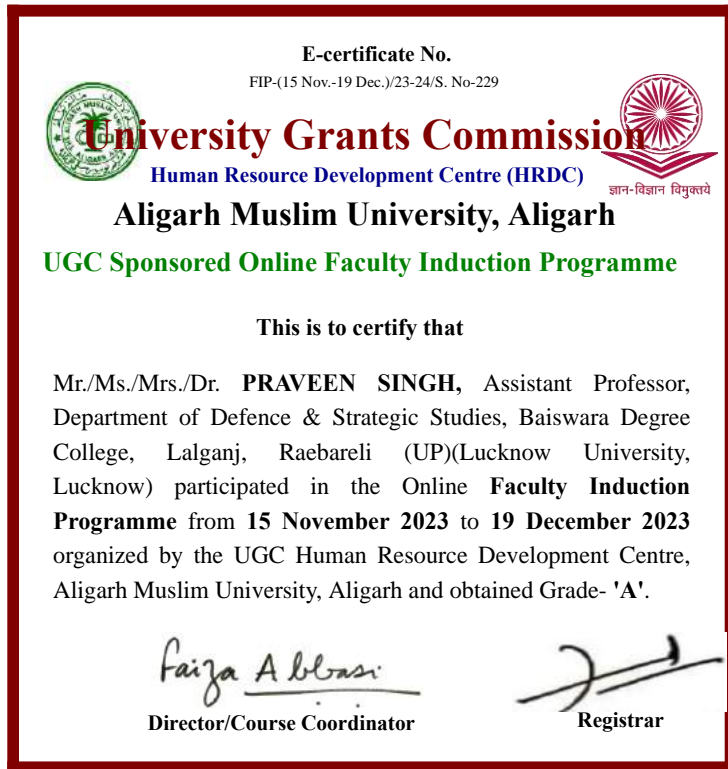 E-certificate No.
FIP-(15 Nov.-19 Dec.)/23-24/S. No-229
University Grants Commission
Human Resource Development Centre (HRDC)
ज्ञान-विज्ञान विमुक्तये
Aligarh Muslim University, Aligarh
UGC Sponsored Online Faculty Induction Programme
This is to certify that
Mr./Ms./Mrs./Dr. PRAVEEN SINGH, Assistant Professor,
Department of Defence & Strategic Studies, Baiswara Degree
College, Lalganj, Raebareli (UP)(Lucknow University,
Lucknow) participated in the Online Faculty Induction
Programme from 15 November 2023 to 19 December 2023
organized by the UGC Human Resource Development Centre,
Aligarh Muslim University, Aligarh and obtained Grade- 'A'.
Faiza Abbasi
Director/Course Coordinator
Registrar